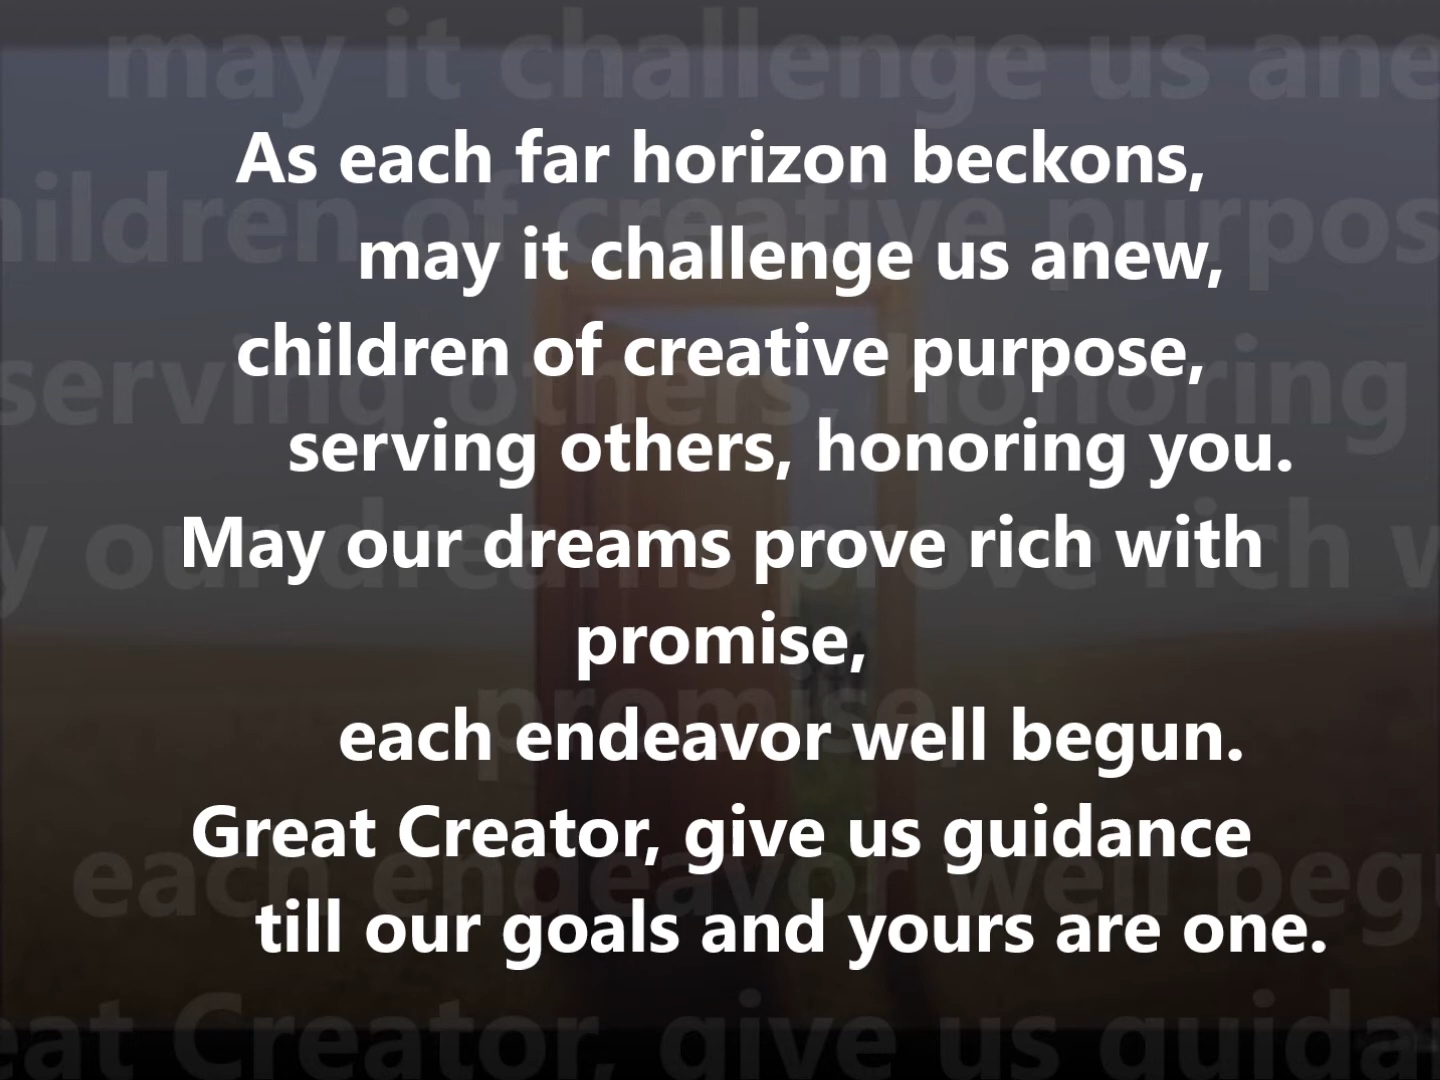 As each far horizon beckons,
may it challenge us anew,
children of creative purpose,
serving others, honoring you.
May our dreams prove rich with
promise,
each endeavor well begun.
Great Creator, give us guidance
till our goals and yours are one.